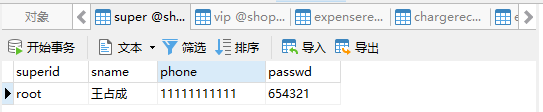 对象 super @sh... vip @shop... expensere... chargerec... e
开始事务 文本 筛选 排序 导入 导出
superid sname phone passwd
root 王占成 11111111111 654321